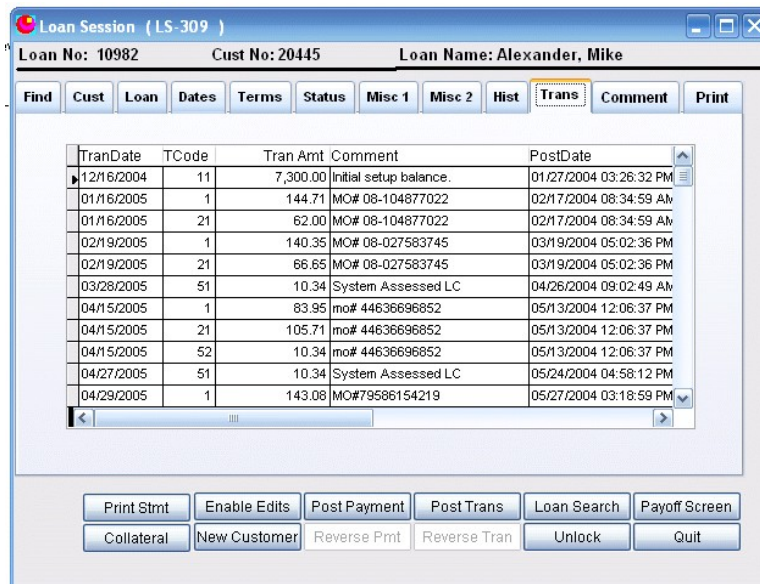 Loan Session ( LS-309 )
Loan No: 10982 Cust No: 20445 Loan Name: Alexander, Mike
Find Cust Loan Dates Terms Status Misc 1 Misc 2 Hist Trans Comment Print
TranDate TCode Tran Amt Comment PostDate
12/16/2004 11 7,300.00 Initial setup balance. 01/27/2004 03:26:32 PM
01/16/2005 1 144.71 MO# 08-104877022 02/17/2004 08:34:59 AM
01/16/2005 21 62.00 MO# 08-104877022 02/17/2004 08:34:59 AM
02/19/2005 1 140.35 MO# 08-027583745 03/19/2004 05:02:36 PM
02/19/2005 21 66.65 MO# 08-027583745 03/19/2004 05:02:36 PM
03/28/2005 51 10.34 System Assessed LC 04/26/2004 09:02:49 AM
04/15/2005 1 83.95 mo# 44636696852 05/13/2004 12:06:37 PM
04/15/2005 21 105.71 mo# 44636696852 05/13/2004 12:06:37 PM
04/15/2005 52 10.34 mo# 44636696852 05/13/2004 12:06:37 PM
04/27/2005 51 10.34 System Assessed LC 05/24/2004 04:58:12 PM
04/29/2005 1 143.08 MO#79586154219 05/27/2004 03:18:59 PM
Print Stmt Enable Edits Post Payment Post Trans Loan Search Payoff Screen
Collateral New Customer Reverse Pmt Reverse Tran Unlock Quit